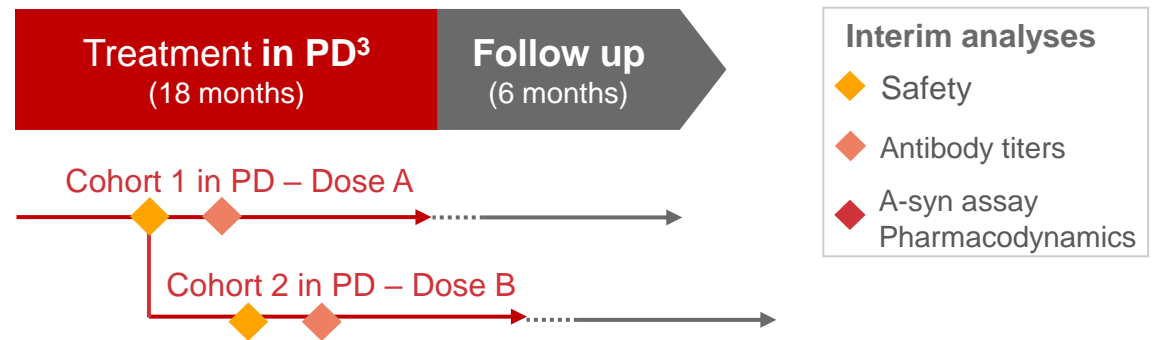 Treatment in PD³
(18 months)
Follow up
(6 months)
Interim analyses
Safety
Antibody titers
A-syn assay
Pharmacodynamics
Cohort 1 in PD – Dose A
Cohort 2 in PD – Dose B